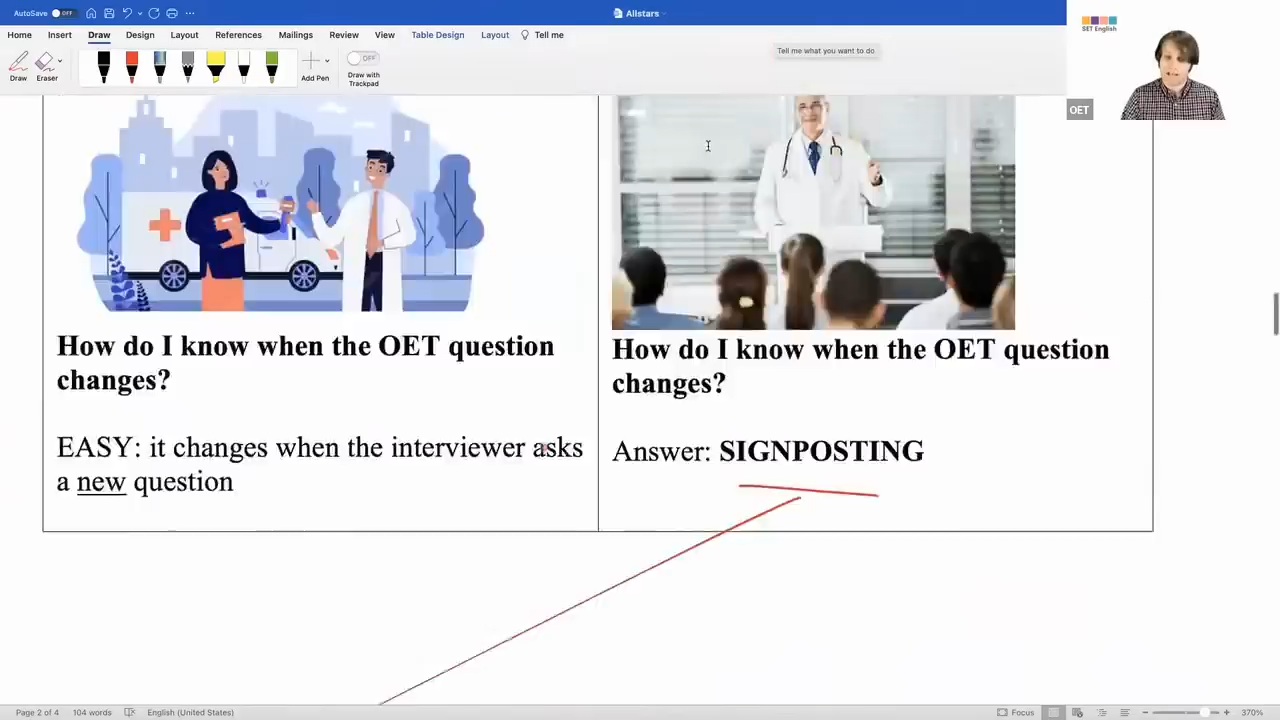 AutoSave OFF
Allstars
Home Insert Draw Design Layout References Mailings Review View Table Design Layout Tell me
Tell me what you want to do
Draw Eraser Add Pen OFF Draw with
Trackpad
SET English
OET
How do I know when the OET question
changes?
EASY: it changes when the interviewer asks
a new question
How do I know when the OET question
changes?
Answer: SIGNPOSTING
Page 2 of 4 104 words English (United States) Focus 370%